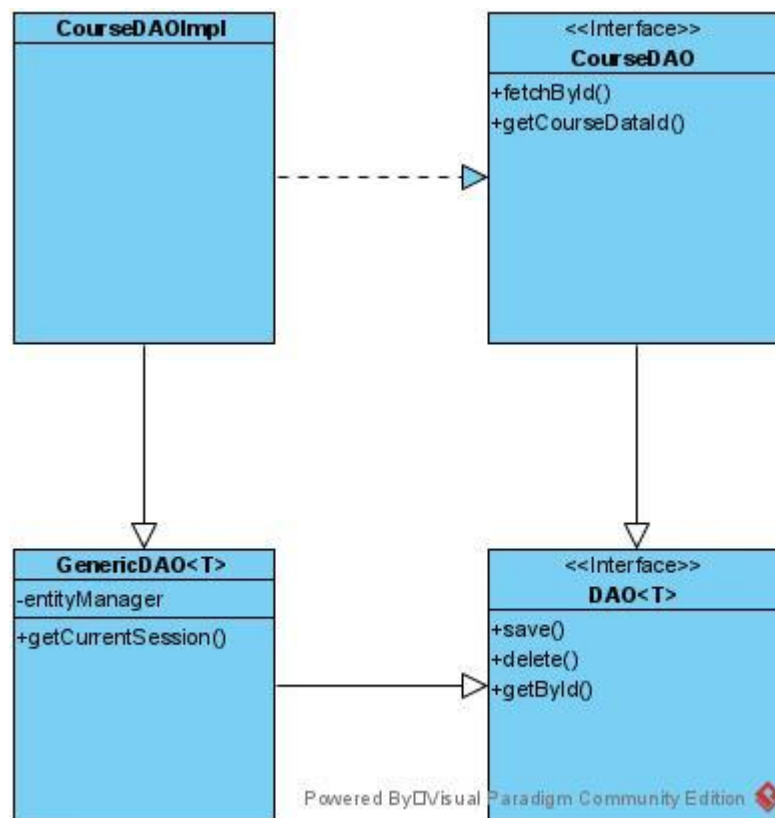 CourseDAOImpl
<<Interface>>
CourseDAO
+fetchById()
+getCourseDataId()
GenericDAO<T>
-entityManager
+getCurrentSession()
<<Interface>>
DAO<T>
+save()
+delete()
+getById()
Powered By□Visual Paradigm Community Edition